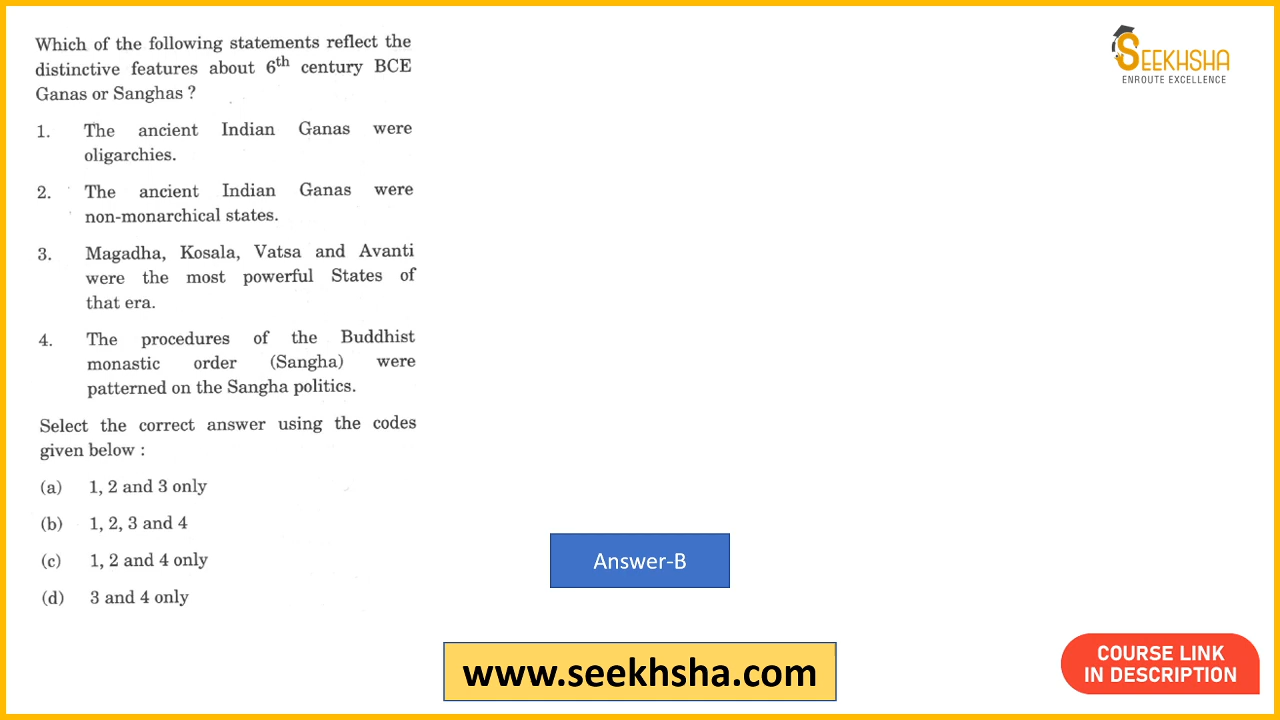 Which of the following statements reflect the
distinctive features about 6th century BCE
Ganas or Sanghas ?
1. The ancient Indian Ganas were
oligarchies.
2. The ancient Indian Ganas were
non-monarchical states.
3. Magadha, Kosala, Vatsa and Avanti
were the most powerful States of
that era.
4. The procedures of the Buddhist
monastic order (Sangha) were
patterned on the Sangha politics.
Select the correct answer using the codes
given below :
(a) 1, 2 and 3 only
(b) 1, 2, 3 and 4
(c) 1, 2 and 4 only
(d) 3 and 4 only
SEEKHSHA
ENROUTE EXCELLENCE
Answer-B
www.seekhsha.com
COURSE LINK
IN DESCRIPTION